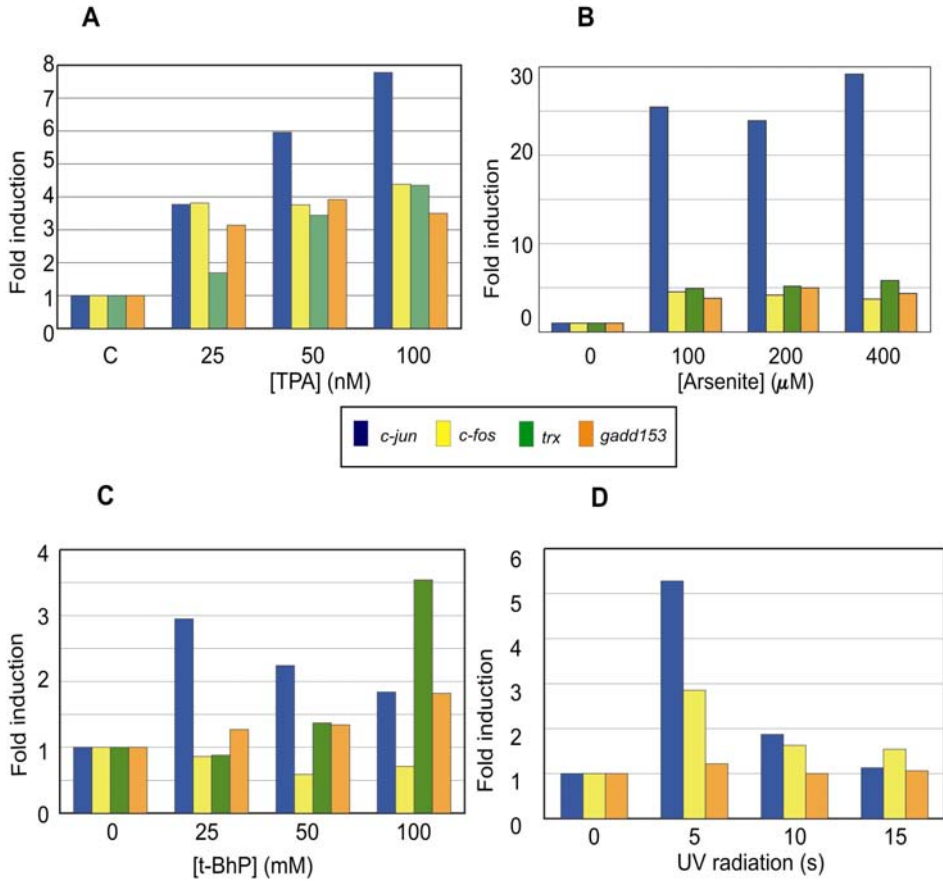 A
B
8
7
6
5
4
3
2
1
0
Fold induction
C 25 50 100
[TPA] (nM)
30
20
10
0
Fold induction
0 100 200 400
[Arsenite] (μM)
c-jun c-fos trx gadd153
C
D
4
3
2
1
0
Fold induction
0 25 50 100
[t-BhP] (mM)
6
5
4
3
2
1
0
Fold induction
0 5 10 15
UV radiation (s)